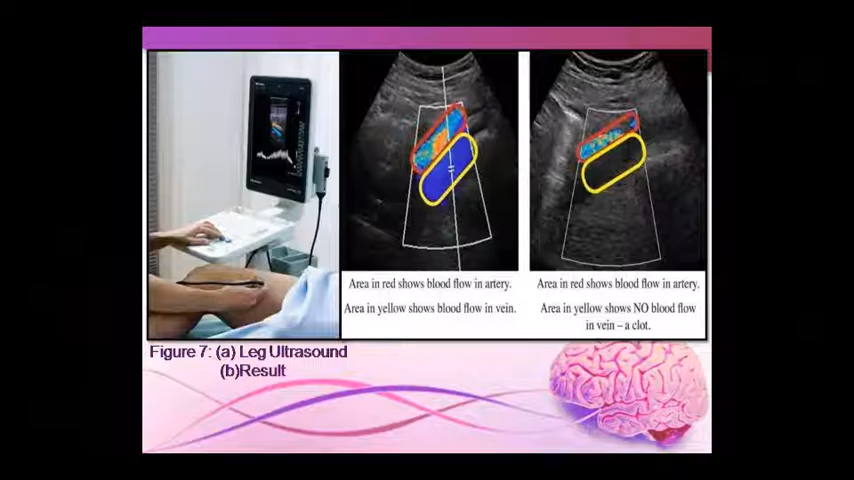 Area in red shows blood flow in artery.
Area in yellow shows blood flow in vein.
Area in red shows blood flow in artery.
Area in yellow shows NO blood flow
in vein – a clot.
Figure 7: (a) Leg Ultrasound
(b)Result